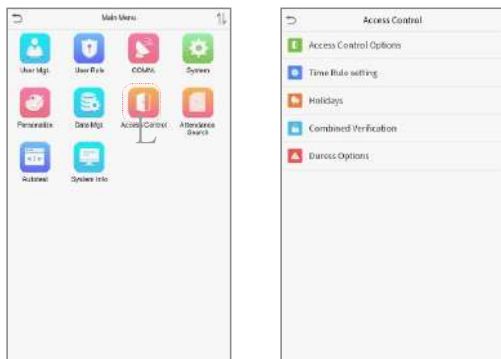 Main Menu
User Mgt.
User Role
COMM.
System
Personalize
Data Mgt.
Access Control
Attendance
Search
Autotest
System Info
Access Control
Access Control Options
Time Rule setting
Holidays
Combined Verification
Duress Options